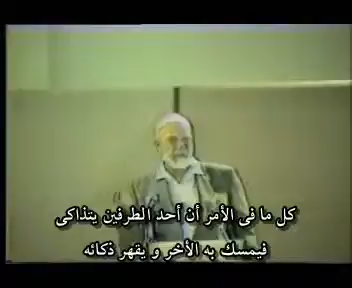 كل ما فى الأمر أن أحد الطرفين يتذاكى
فيمسك به الأخر و يقهر ذكائه